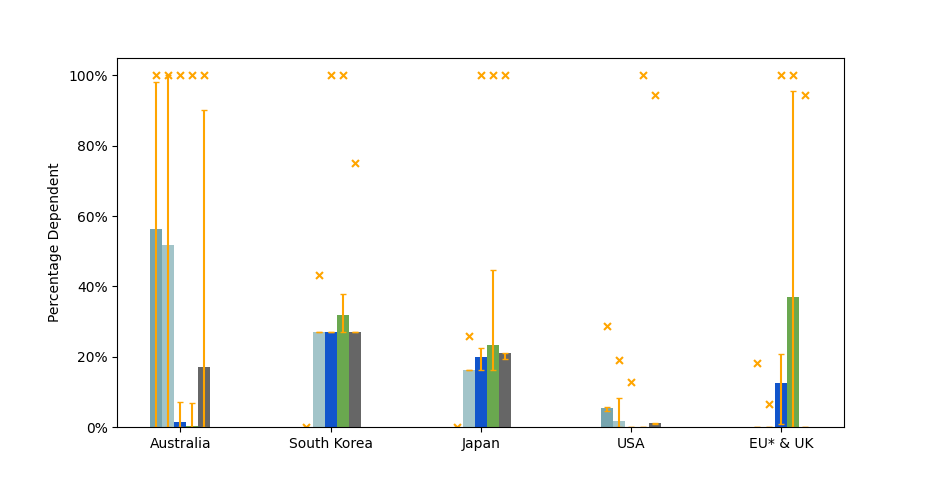 100%
80%
60%
40%
20%
0%
Percentage Dependent
Australia
South Korea
Japan
USA
EU* & UK